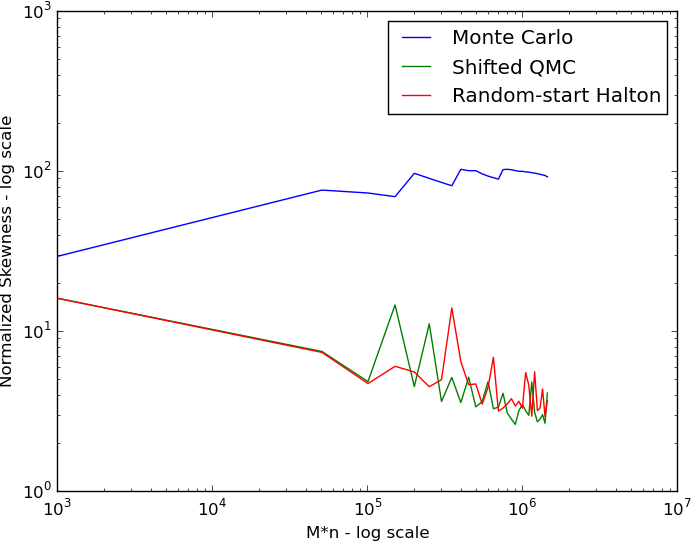 10^3
10^2
10^1
10^0
Normalized Skewness - log scale
Monte Carlo
Shifted QMC
Random-start Halton
10^3
10^4
10^5
10^6
10^7
M*n - log scale